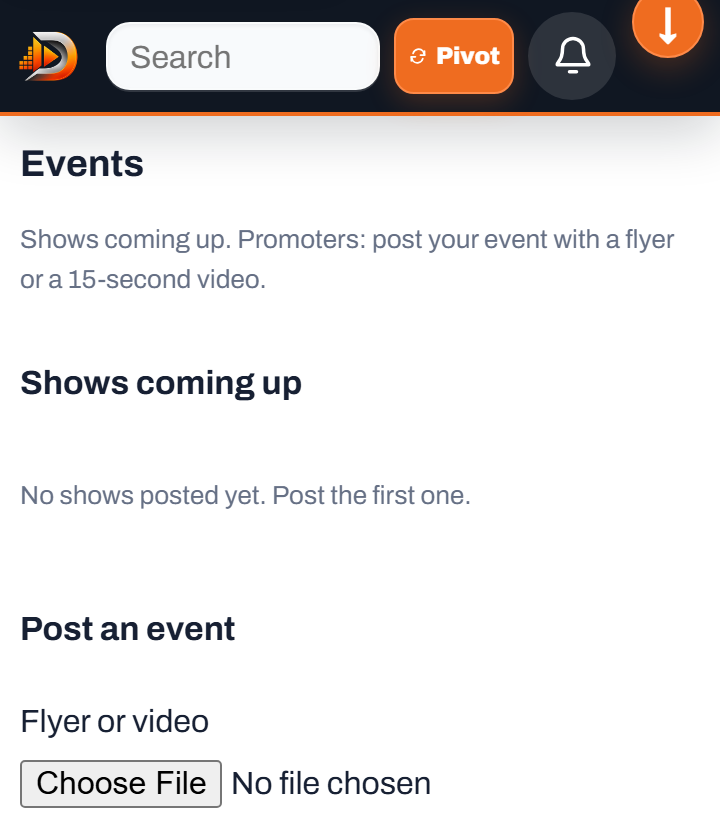 Search
Pivot
Events
Shows coming up. Promoters: post your event with a flyer
or a 15-second video.
Shows coming up
No shows posted yet. Post the first one.
Post an event
Flyer or video
Choose File No file chosen